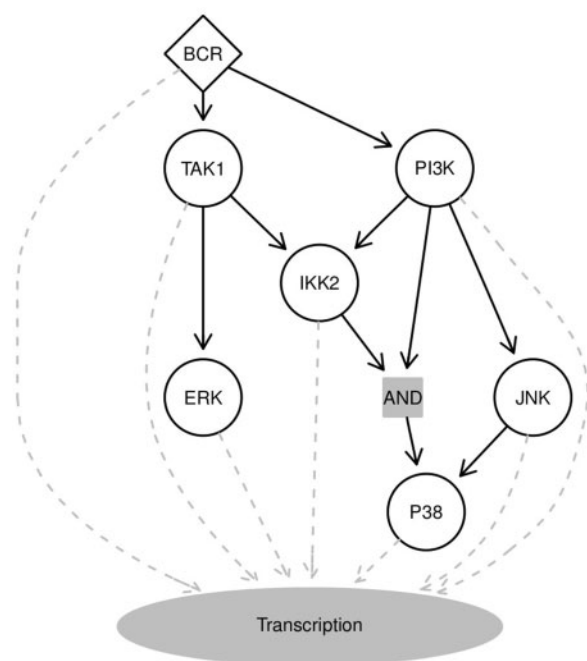 BCR
TAK1
PI3K
IKK2
ERK
AND
JNK
P38
Transcription